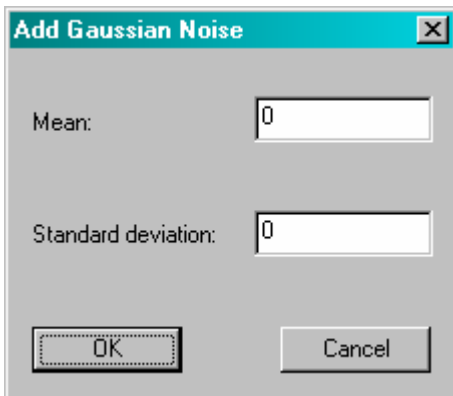 Add Gaussian Noise
Mean: 0
Standard deviation: 0
OK Cancel